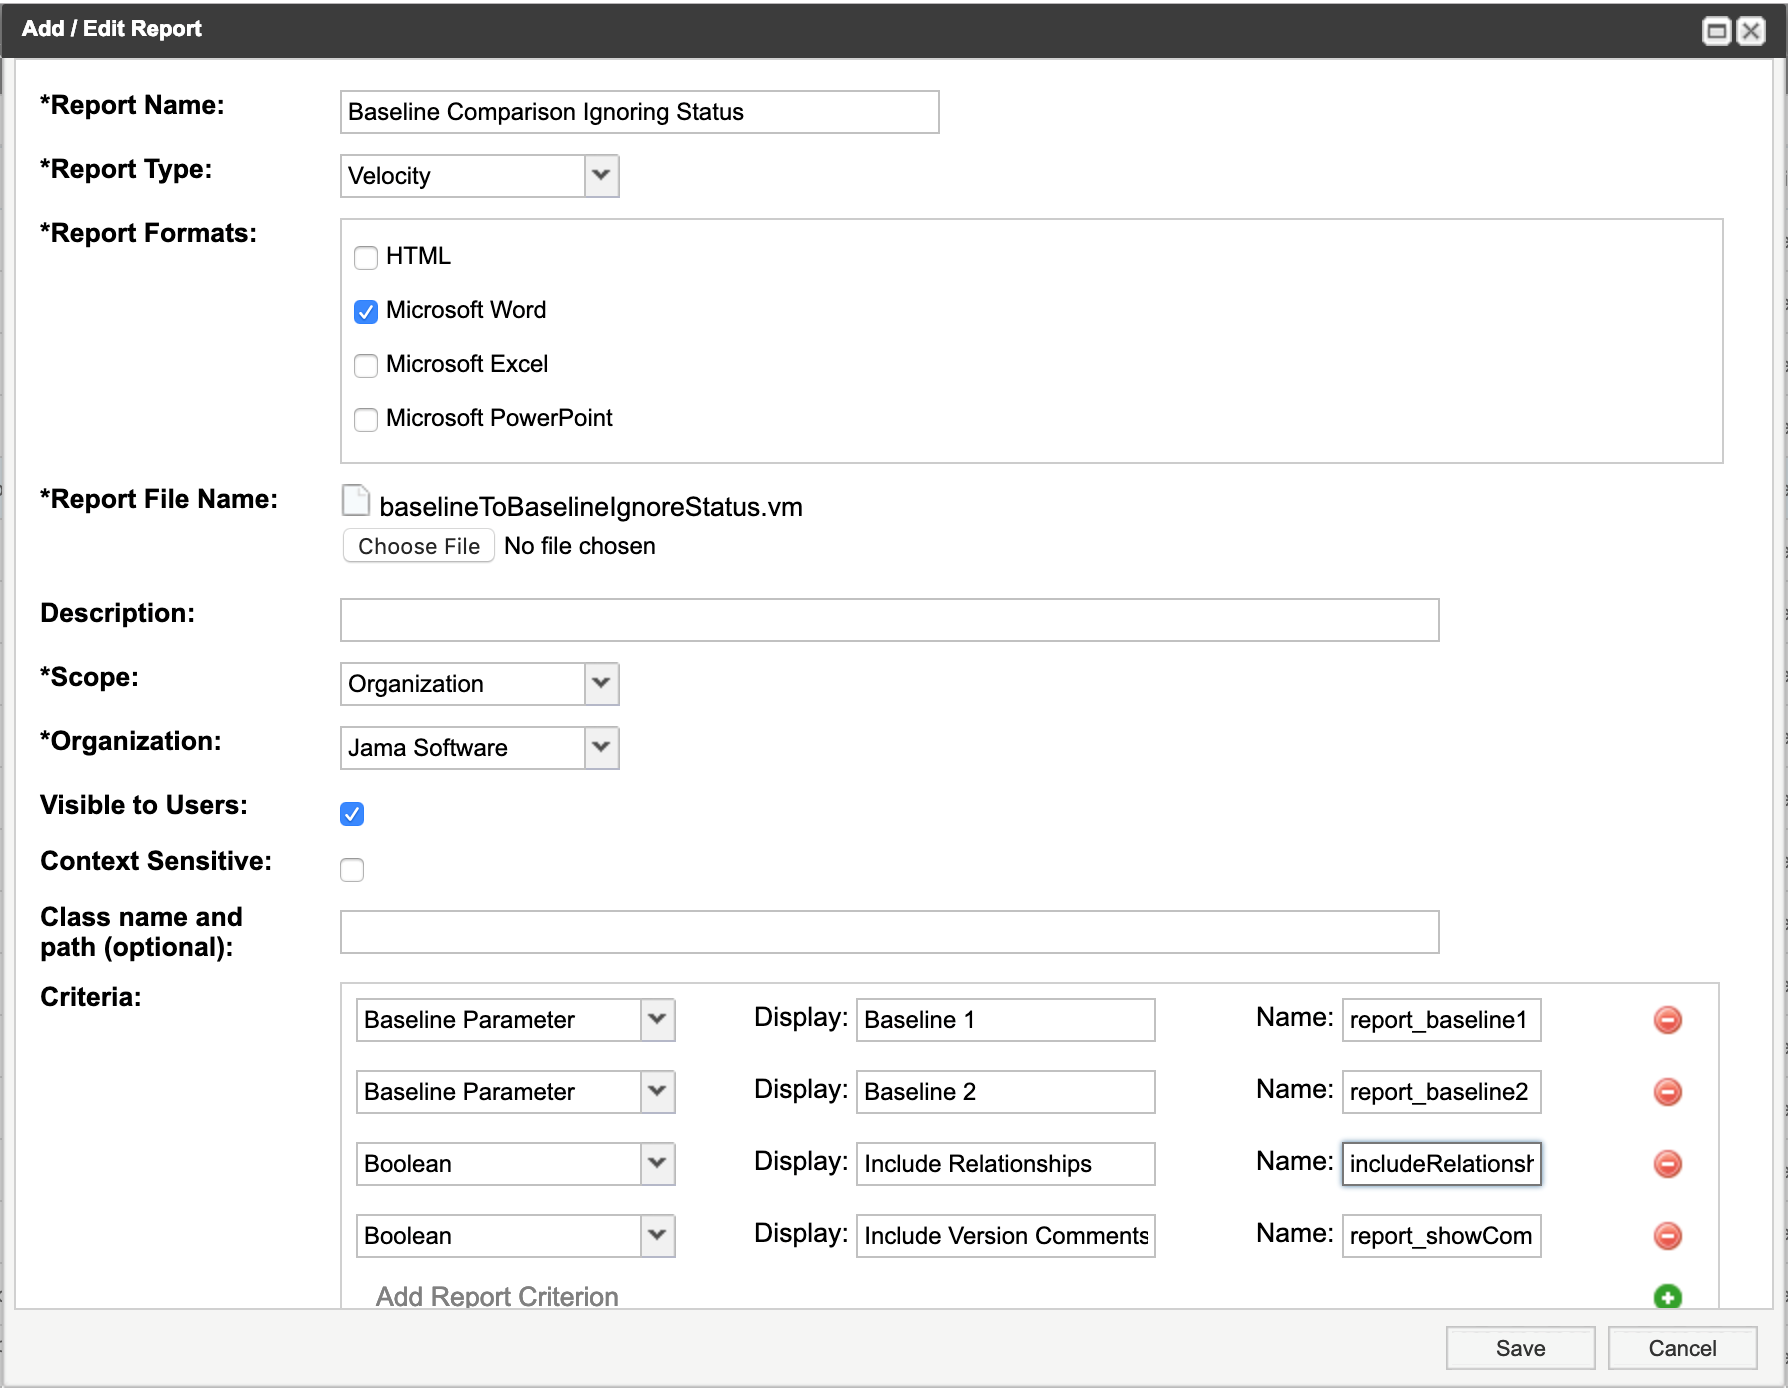 Add / Edit Report
*Report Name: Baseline Comparison Ignoring Status
*Report Type: Velocity
*Report Formats:
HTML
Microsoft Word
Microsoft Excel
Microsoft PowerPoint
*Report File Name: baselineToBaselineIgnoreStatus.vm
Choose File No file chosen
Description:
*Scope: Organization
*Organization: Jama Software
Visible to Users:
Context Sensitive:
Class name and
path (optional):
Criteria:
Baseline Parameter Display: Baseline 1 Name: report_baseline1
Baseline Parameter Display: Baseline 2 Name: report_baseline2
Boolean Display: Include Relationships Name: includeRelationsh
Boolean Display: Include Version Comments Name: report_showCom
Add Report Criterion
Save Cancel